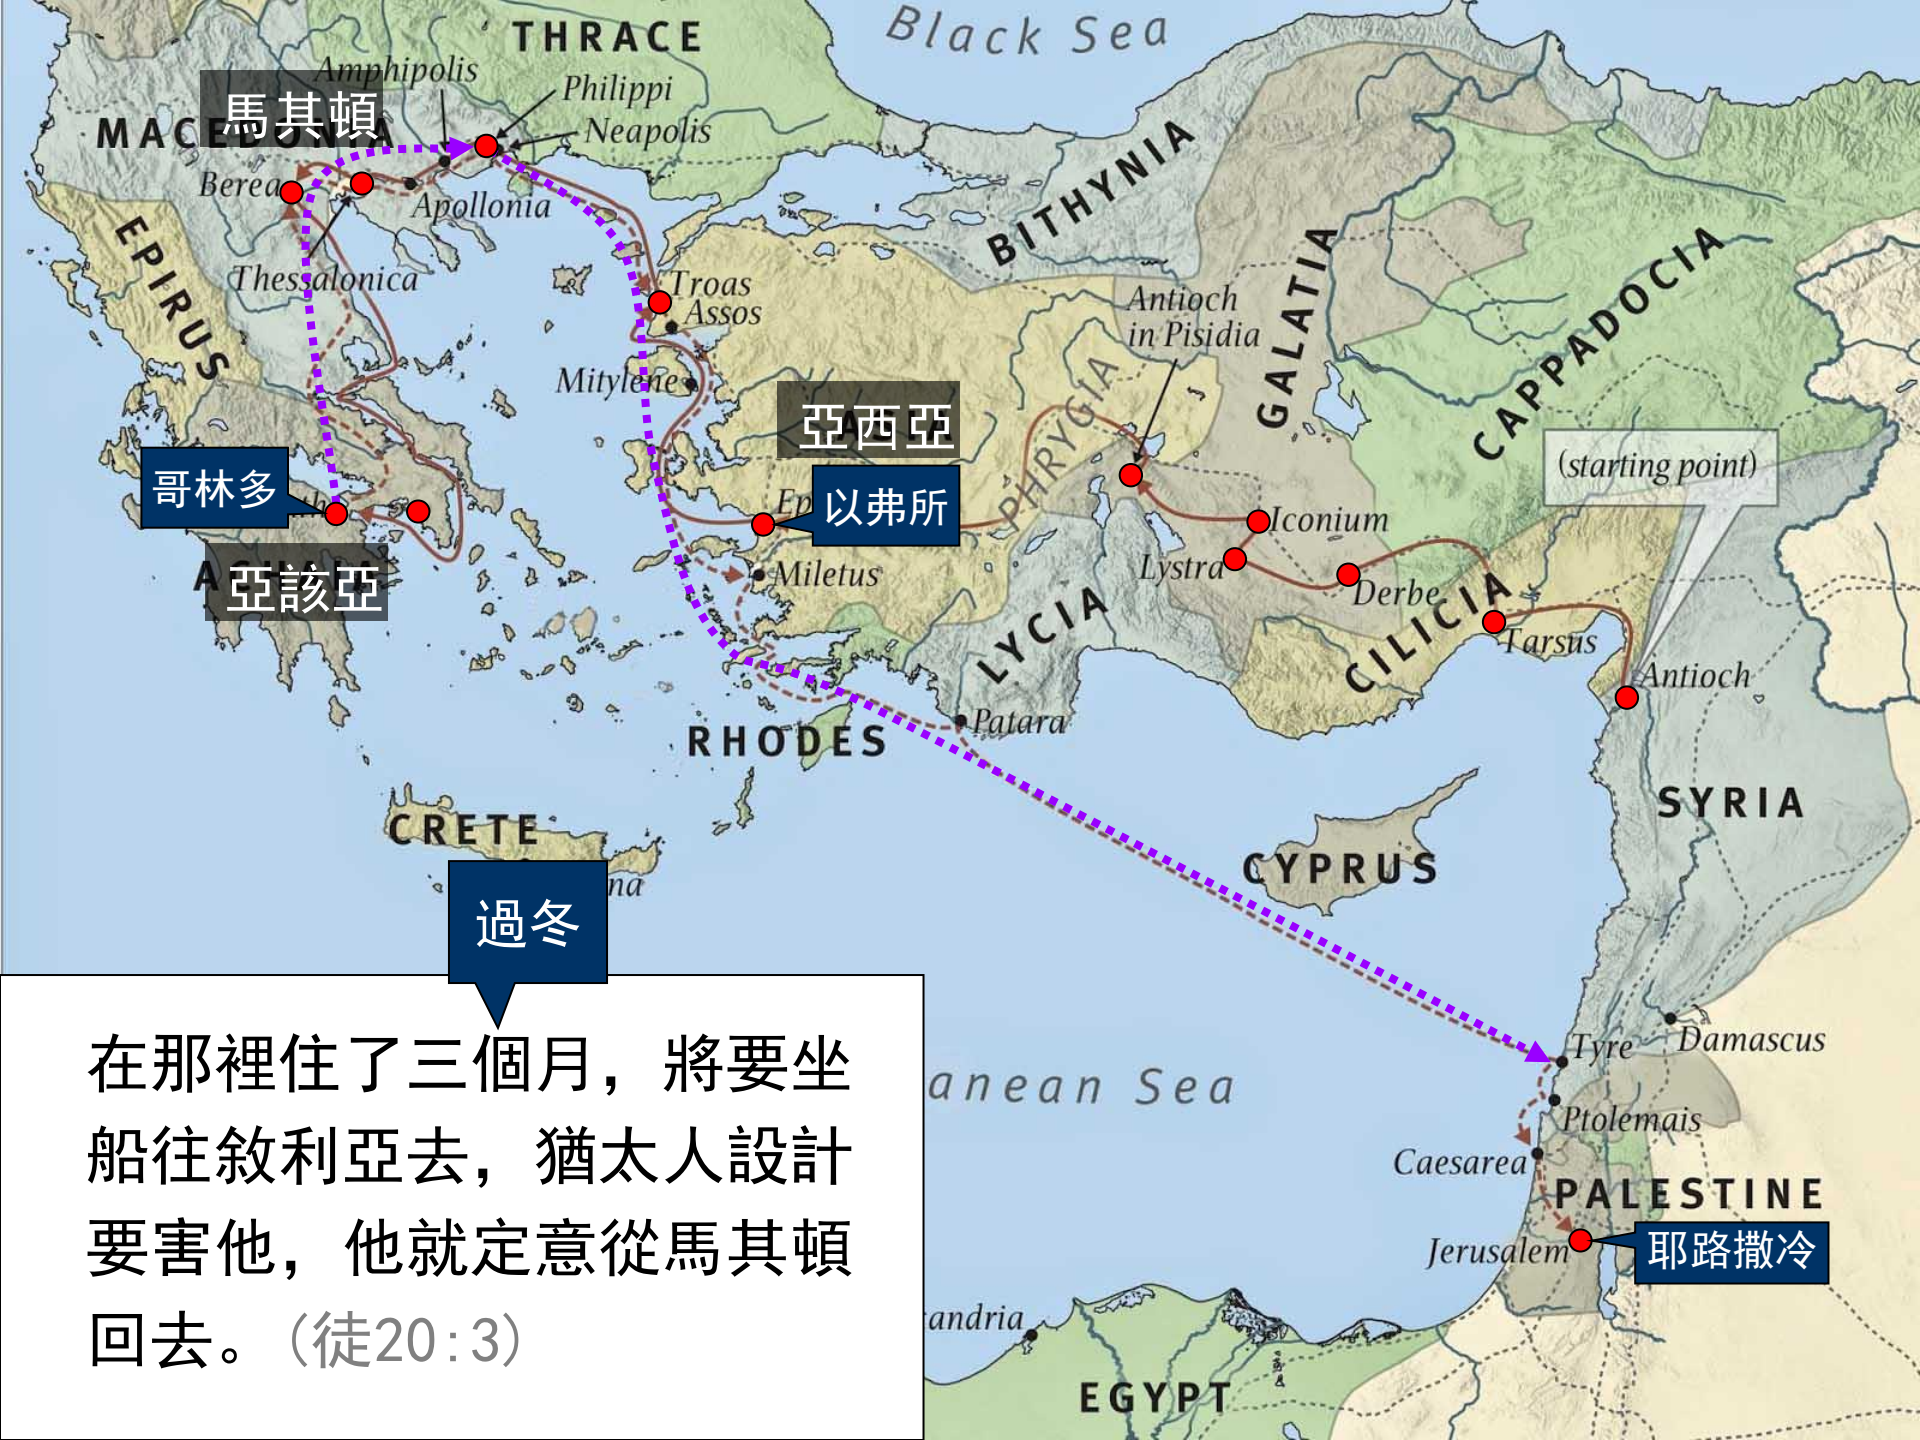 Black Sea
THRACE
Amphipolis
Philippi
馬其頓
MACEDONIA
Neapolis
Berea
Apollonia
BITHYNIA
EPIRUS
Thessalonica
GALATIA
CAPPADOCIA
Troas
Assos
Antioch
in Pisidia
Mitylene
PHRYGIA
亞西亞
(starting point)
哥林多
以弗所
Ep
Iconium
Lystra
Derbe
亞該亞
Miletus
LYCIA
CILICIA
Tarsus
Antioch
Patara
RHODES
SYRIA
CRETE
CYPRUS
na
過冬
在那裡住了三個月，將要坐
船往敘利亞去，猶太人設計
要害他，他就定意從馬其頓
回去。(徒20:3)
anean Sea
Tyre
Damascus
Ptolemais
Caesarea
PALESTINE
Jerusalem
耶路撒冷
andria
EGYPT